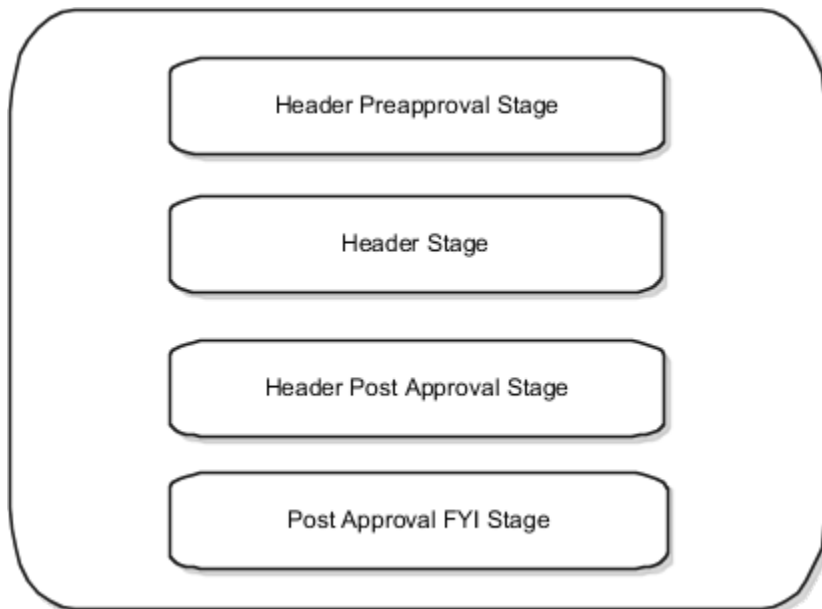 Header Preapproval Stage
Header Stage
Header Post Approval Stage
Post Approval FYI Stage